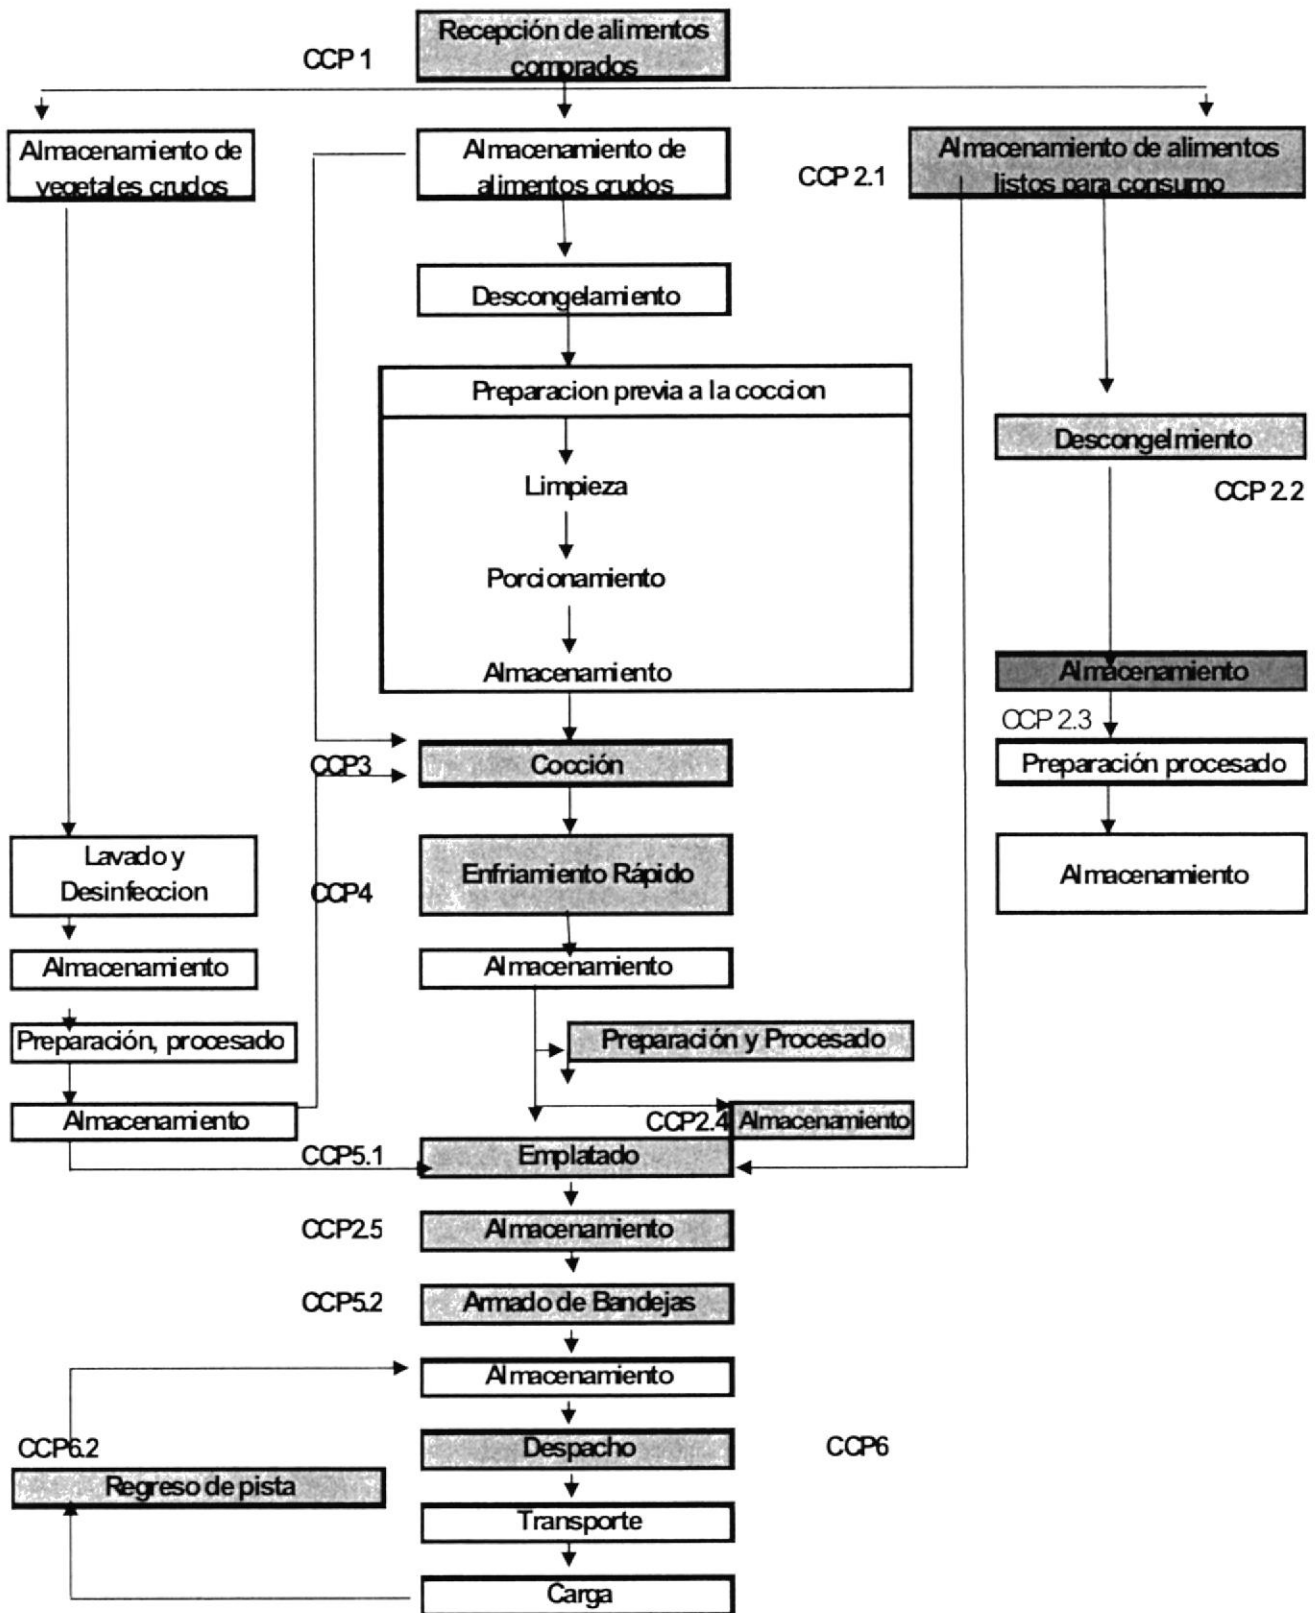 Recepción de alimentos
comprados
CCP 1
Almacenamiento de
vegetales crudos
Almacenamiento de
alimentos crudos
CCP 2.1
Almacenamiento de alimentos
listos para consumo
Descongelamiento
Preparacion previa a la coccion
Limpieza
Porcionamiento
Almacenamiento
Descongelmiento
CCP 2.2
Almacenamiento
CCP 2.3
Preparación procesado
Almacenamiento
CCP3
Cocción
Lavado y
Desinfeccion
CCP4
Enfriamiento Rápido
Almacenamiento
Almacenamiento
Preparación, procesado
Preparación y Procesado
Almacenamiento
CCP2.4
Almacenamiento
CCP5.1
Emplatado
CCP2.5
Almacenamiento
CCP5.2
Armado de Bandejas
Almacenamiento
CCP6.2
Despacho
CCP6
Regreso de pista
Transporte
Carga